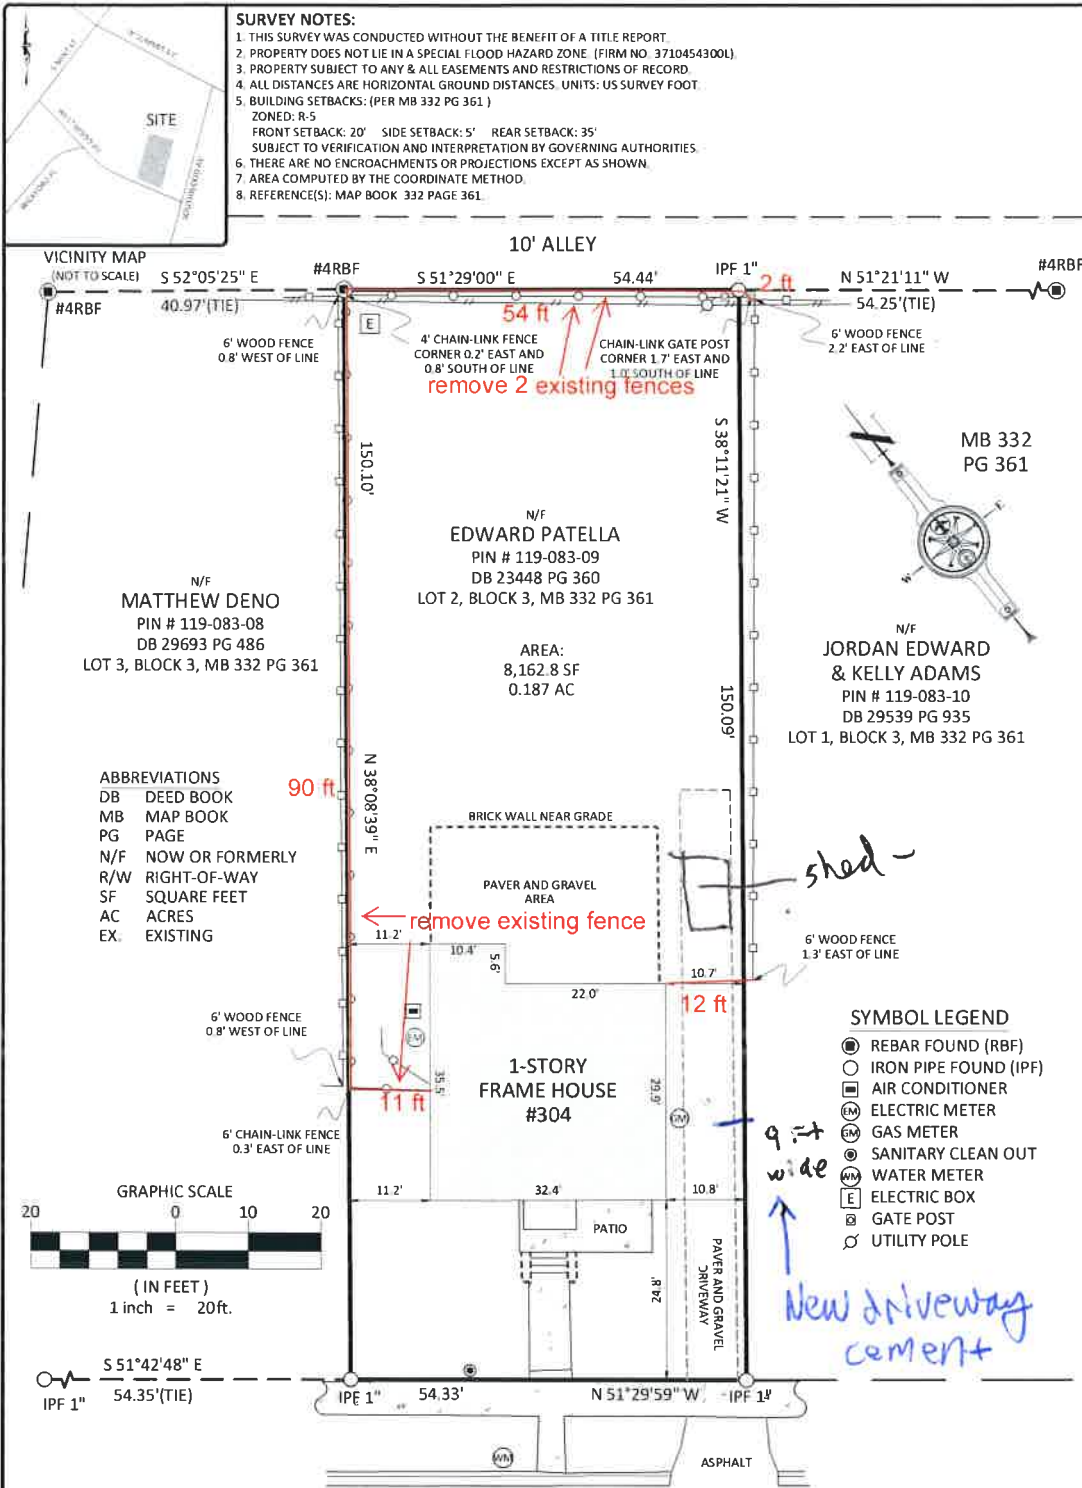 SURVEY NOTES:
1. THIS SURVEY WAS CONDUCTED WITHOUT THE BENEFIT OF A TITLE REPORT.
2. PROPERTY DOES NOT LIE IN A SPECIAL FLOOD HAZARD ZONE. (FIRM NO. 3710454300L)
3. PROPERTY SUBJECT TO ANY & ALL EASEMENTS AND RESTRICTIONS OF RECORD.
4. ALL DISTANCES ARE HORIZONTAL GROUND DISTANCES. UNITS: US SURVEY FOOT.
5. BUILDING SETBACKS: (PER MB 332 PG 361 )
ZONED: R-5
FRONT SETBACK: 20' SIDE SETBACK: 5' REAR SETBACK: 35'
SUBJECT TO VERIFICATION AND INTERPRETATION BY GOVERNING AUTHORITIES.
6. THERE ARE NO ENCROACHMENTS OR PROJECTIONS EXCEPT AS SHOWN.
7. AREA COMPUTED BY THE COORDINATE METHOD.
8. REFERENCE(S): MAP BOOK 332 PAGE 361.
SITE
VICINITY MAP
(NOT TO SCALE)
10' ALLEY
#4RBF
S 52°05'25" E
40.97'(TIE)
#4RBF
S 51°29'00" E
54.44'
IPF 1"
2 ft
N 51°21'11" W
54.25'(TIE)
#4RBF
54 ft
E
6' WOOD FENCE
0.8' WEST OF LINE
4' CHAIN-LINK FENCE
CORNER 0.2' EAST AND
0.8' SOUTH OF LINE
CHAIN-LINK GATE POST
CORNER 1.7' EAST AND
1.0' SOUTH OF LINE
6' WOOD FENCE
2.2' EAST OF LINE
remove 2 existing fences
150.10'
S 38°11'21" W
MB 332
PG 361
E
W
N/F
EDWARD PATELLA
PIN # 119-083-09
DB 23448 PG 360
LOT 2, BLOCK 3, MB 332 PG 361
AREA:
8,162.8 SF
0.187 AC
N/F
MATTHEW DENO
PIN # 119-083-08
DB 29693 PG 486
LOT 3, BLOCK 3, MB 332 PG 361
N/F
JORDAN EDWARD
& KELLY ADAMS
PIN # 119-083-10
DB 29539 PG 935
LOT 1, BLOCK 3, MB 332 PG 361
150.09'
N 38°08'39" E
90 ft
ABBREVIATIONS
DB DEED BOOK
MB MAP BOOK
PG PAGE
N/F NOW OR FORMERLY
R/W RIGHT-OF-WAY
SF SQUARE FEET
AC ACRES
EX. EXISTING
BRICK WALL NEAR GRADE
PAVER AND GRAVEL
AREA
shed -
remove existing fence
11.2'
10.4'
5.6'
22.0'
10.7'
12 ft
6' WOOD FENCE
1.3' EAST OF LINE
6' WOOD FENCE
0.8' WEST OF LINE
EM
1-STORY
FRAME HOUSE
#304
35.5'
29.9'
GM
11 ft
6' CHAIN-LINK FENCE
0.3' EAST OF LINE
11.2'
32.4'
10.8'
PATIO
24.8'
PAVER AND GRAVEL
DRIVEWAY
SYMBOL LEGEND
REBAR FOUND (RBF)
IRON PIPE FOUND (IPF)
AIR CONDITIONER
EM ELECTRIC METER
GM GAS METER
SANITARY CLEAN OUT
WM WATER METER
E ELECTRIC BOX
GATE POST
UTILITY POLE
9 ft
wide
New driveway
cement
GRAPHIC SCALE
20 0 10 20
( IN FEET )
1 inch = 20ft.
S 51°42'48" E
IPF 1"
54.35'(TIE)
IPF 1"
54.33'
N 51°29'59" W
IPF 1"
WM
ASPHALT